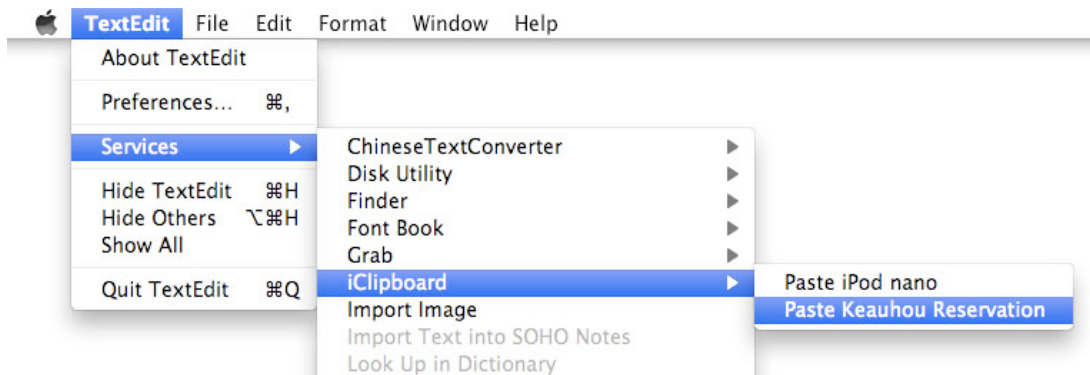 TextEdit File Edit Format Window Help
About TextEdit
Preferences... ⌘,
Services
Hide TextEdit ⌘H
Hide Others ⌥⌘H
Show All
Quit TextEdit ⌘Q
ChineseTextConverter
Disk Utility
Finder
Font Book
Grab
iClipboard
Import Image
Import Text into SOHO Notes
Look Up in Dictionary
Paste iPod nano
Paste Keauhou Reservation